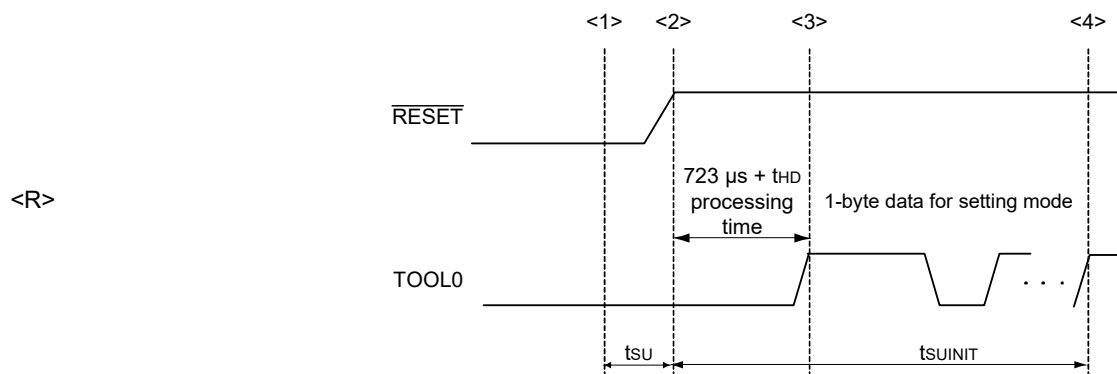 <1> <2> <3> <4>
RESET
<R>
723 µs + tHD
processing
time
1-byte data for setting mode
TOOL0
. . .
tSU
tSUINIT